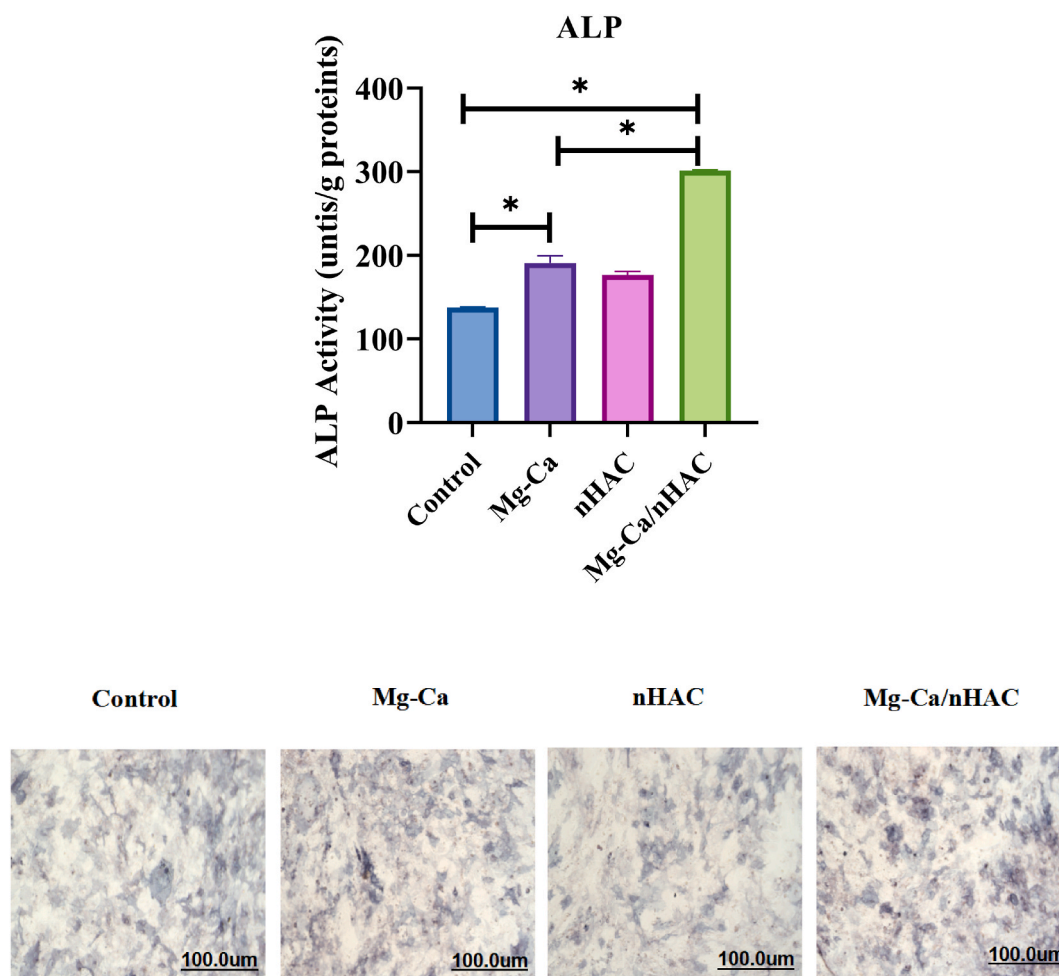 ALP
ALP Activity (untis/g proteints)
400
300
200
100
0
*
*
*
Control
Mg-Ca
nHAC
Mg-Ca/nHAC
Control Mg-Ca nHAC Mg-Ca/nHAC
100.0um 100.0um 100.0um 100.0um